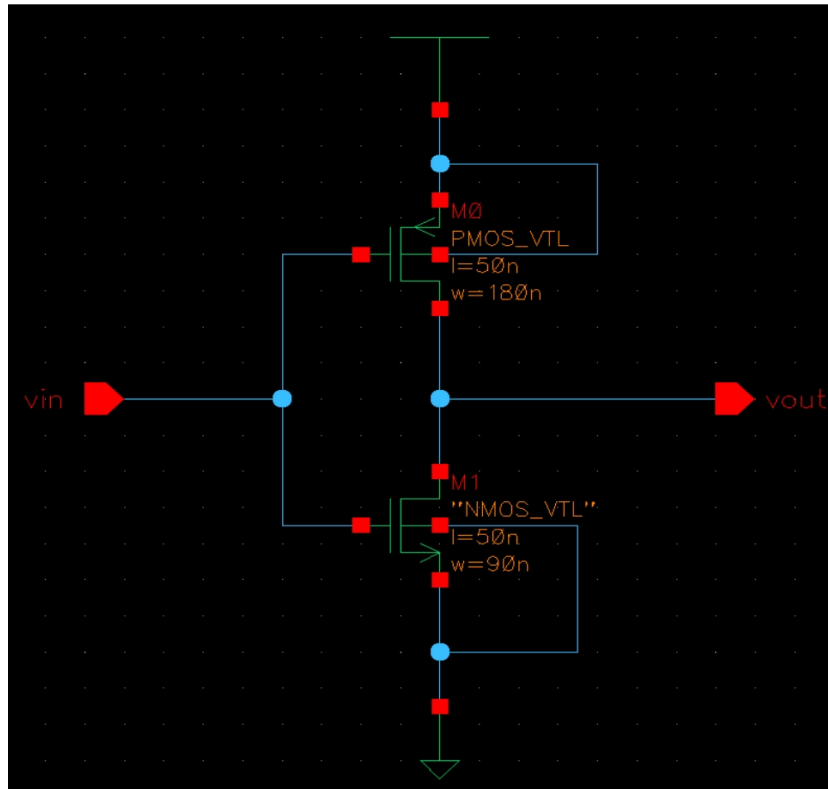 M0
PMOS_VTL
l=50n
w=180n
vin
vout
M1
"NMOS_VTL"
l=50n
w=90n